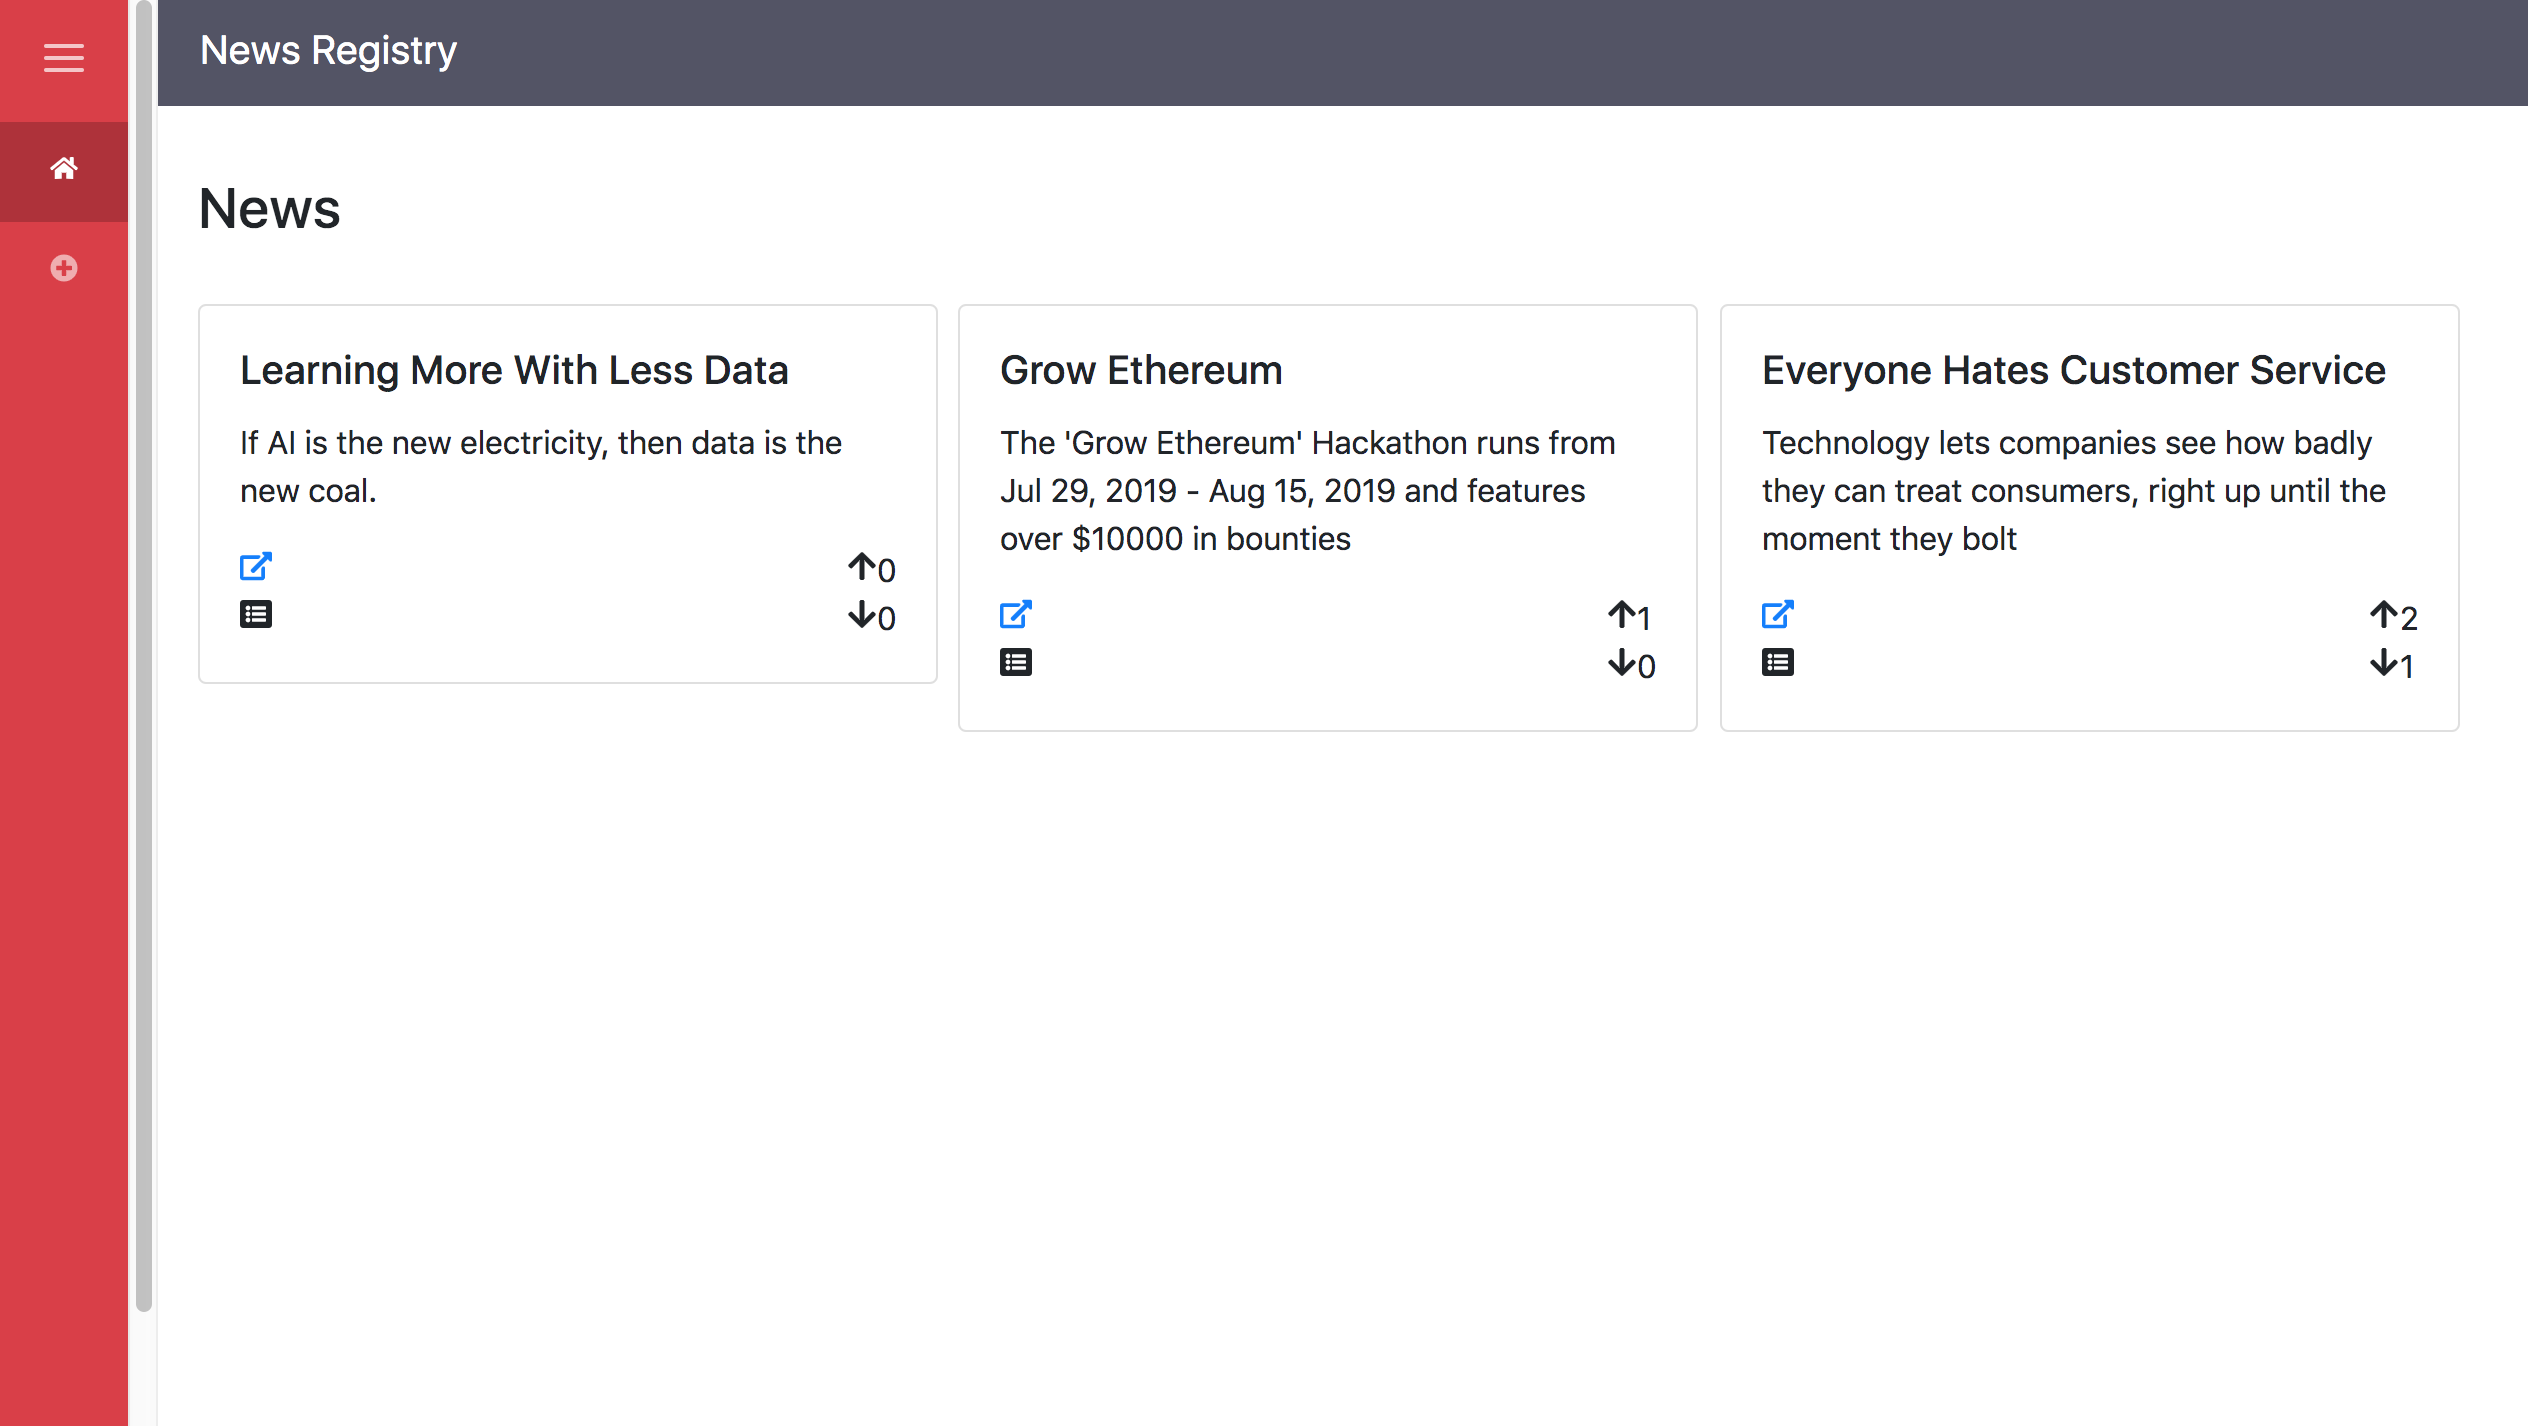 News Registry
News
Learning More With Less Data
If AI is the new electricity, then data is the
new coal.
0
0
Grow Ethereum
The 'Grow Ethereum' Hackathon runs from
Jul 29, 2019 - Aug 15, 2019 and features
over $10000 in bounties
1
0
Everyone Hates Customer Service
Technology lets companies see how badly
they can treat consumers, right up until the
moment they bolt
2
1